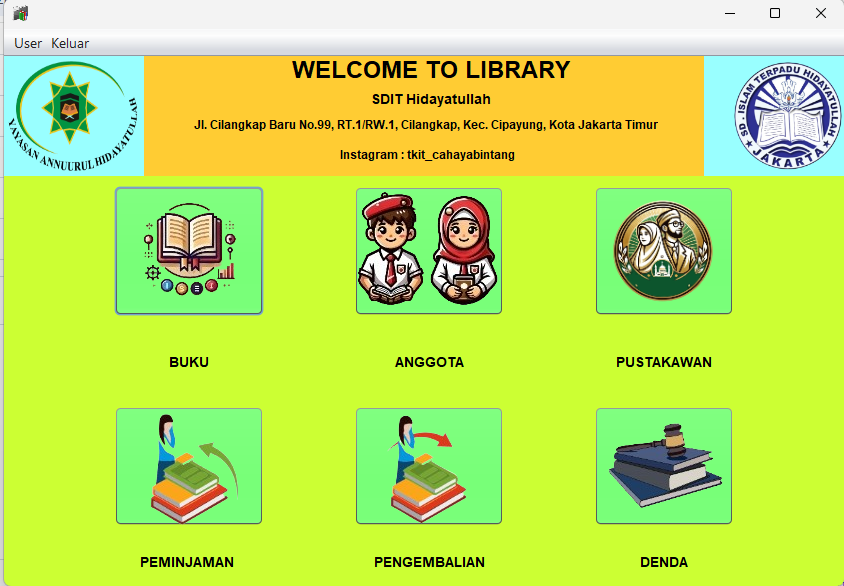 User Keluar
WELCOME TO LIBRARY
SDIT Hidayatullah
Jl. Cilangkap Baru No.99, RT.1/RW.1, Cilangkap, Kec. Cipayung, Kota Jakarta Timur
Instagram : tkit_cahayabintang
YAYASAN ANNUURUL HIDAYATULLAH
SD. ISLAM TERPADU HIDAYATULLAH
JAKARTA
BUKU ANGGOTA PUSTAKAWAN
PEMINJAMAN PENGEMBALIAN DENDA